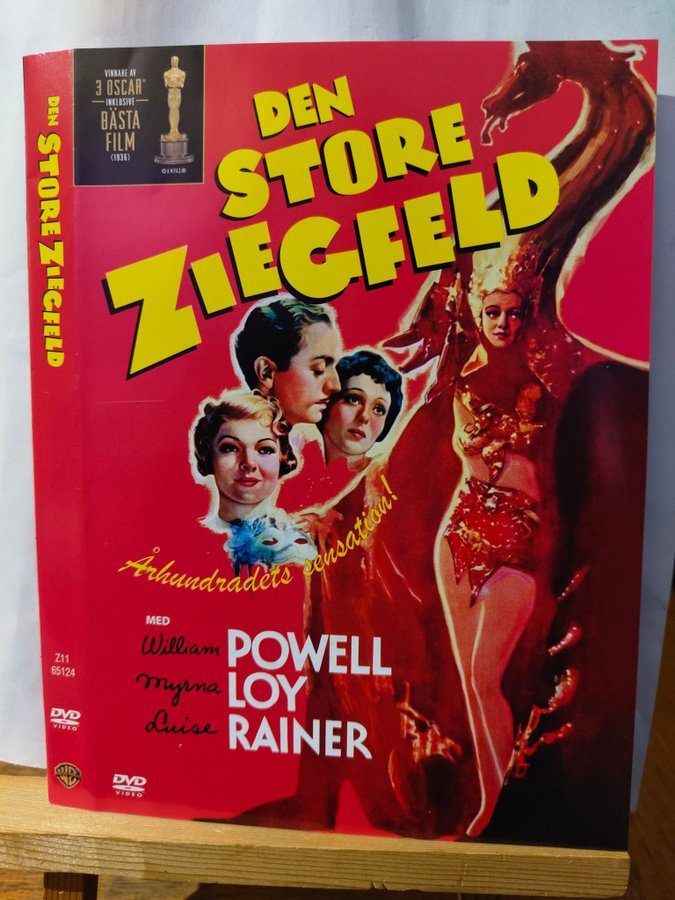 DEN STORE ZIEGFELD
Z11
65124
DVD
VIDEO
WB
VINNARE AV
3 OSCAR®
INKLUSIVE
BÄSTA
FILM
(1936)
©A.M.P.A.S.®
DEN
STORE
ZIEGFELD
Århundradets sensation!
MED
William POWELL
Myrna LOY
Luise RAINER
DVD
VIDEO